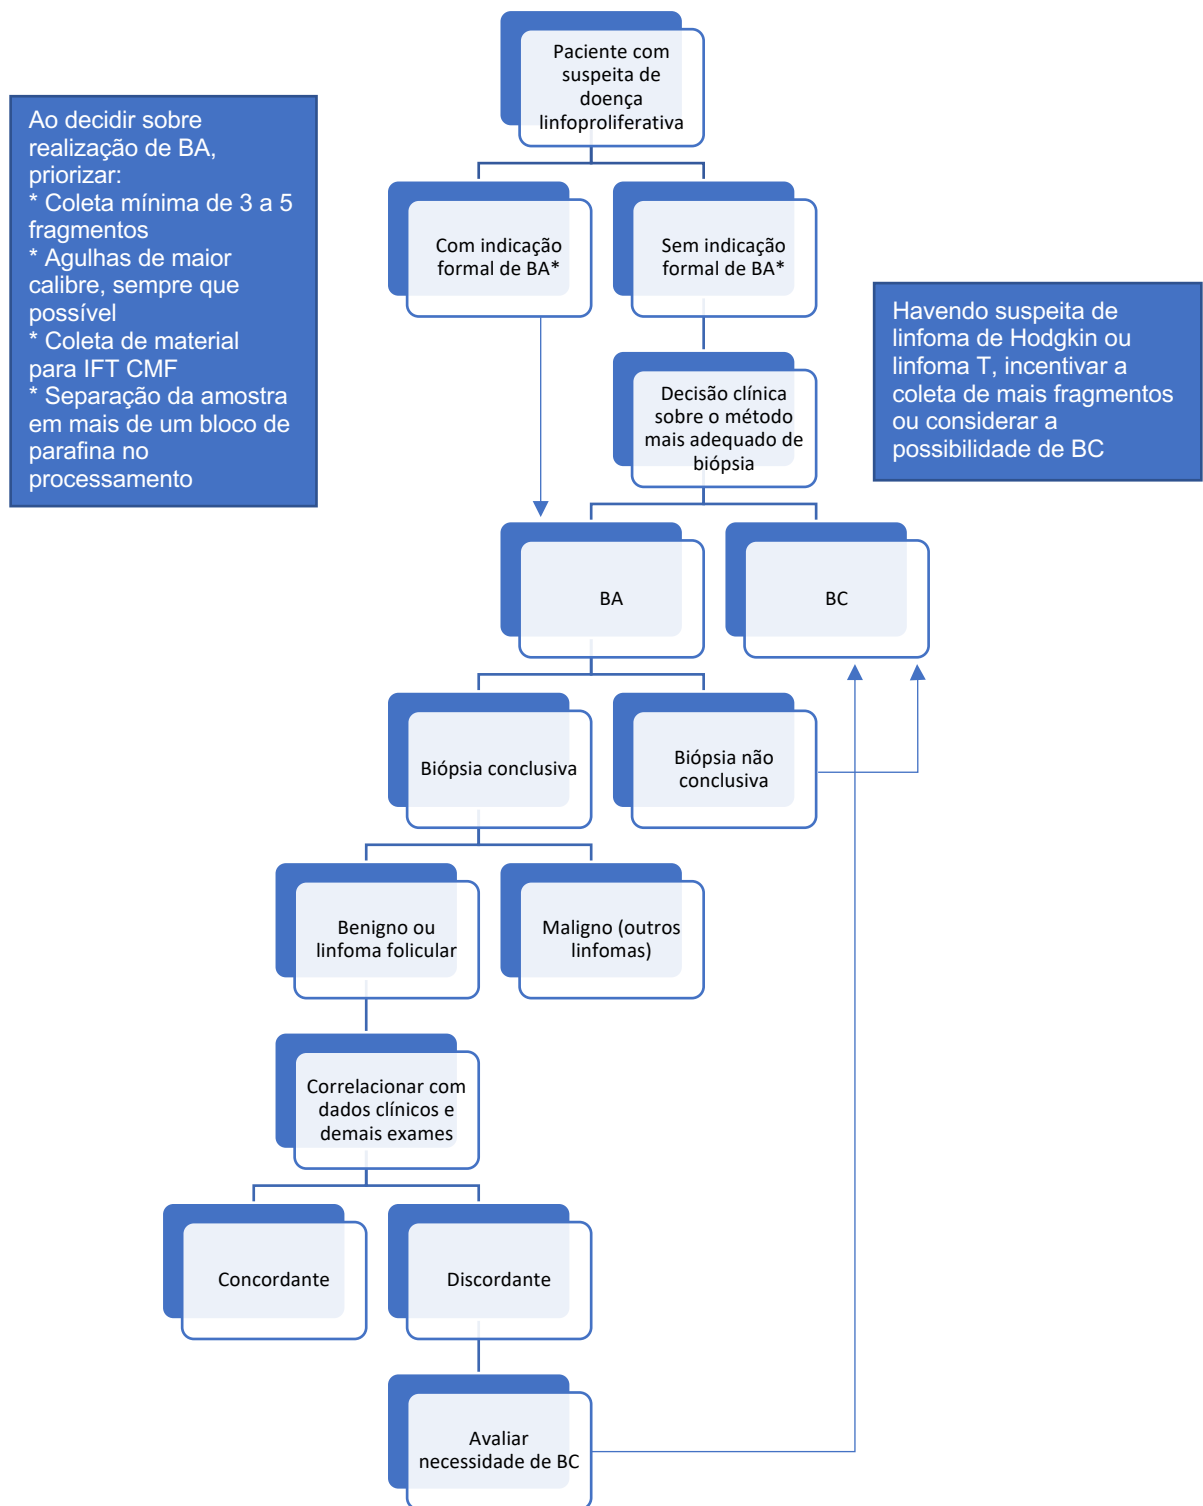 Paciente com
suspeita de
doença
linfoproliferativa
Ao decidir sobre
realização de BA,
priorizar:
* Coleta mínima de 3 a 5
fragmentos
* Agulhas de maior
calibre, sempre que
possível
* Coleta de material
para IFT CMF
* Separação da amostra
em mais de um bloco de
parafina no
processamento
Com indicação
formal de BA*
Sem indicação
formal de BA*
Havendo suspeita de
linfoma de Hodgkin ou
linfoma T, incentivar a
coleta de mais fragmentos
ou considerar a
possibilidade de BC
Decisão clínica
sobre o método
mais adequado de
biópsia
BA
BC
Biópsia conclusiva
Biópsia não
conclusiva
Benigno ou
linfoma folicular
Maligno (outros
linfomas)
Correlacionar com
dados clínicos e
demais exames
Concordante
Discordante
Avaliar
necessidade de BC